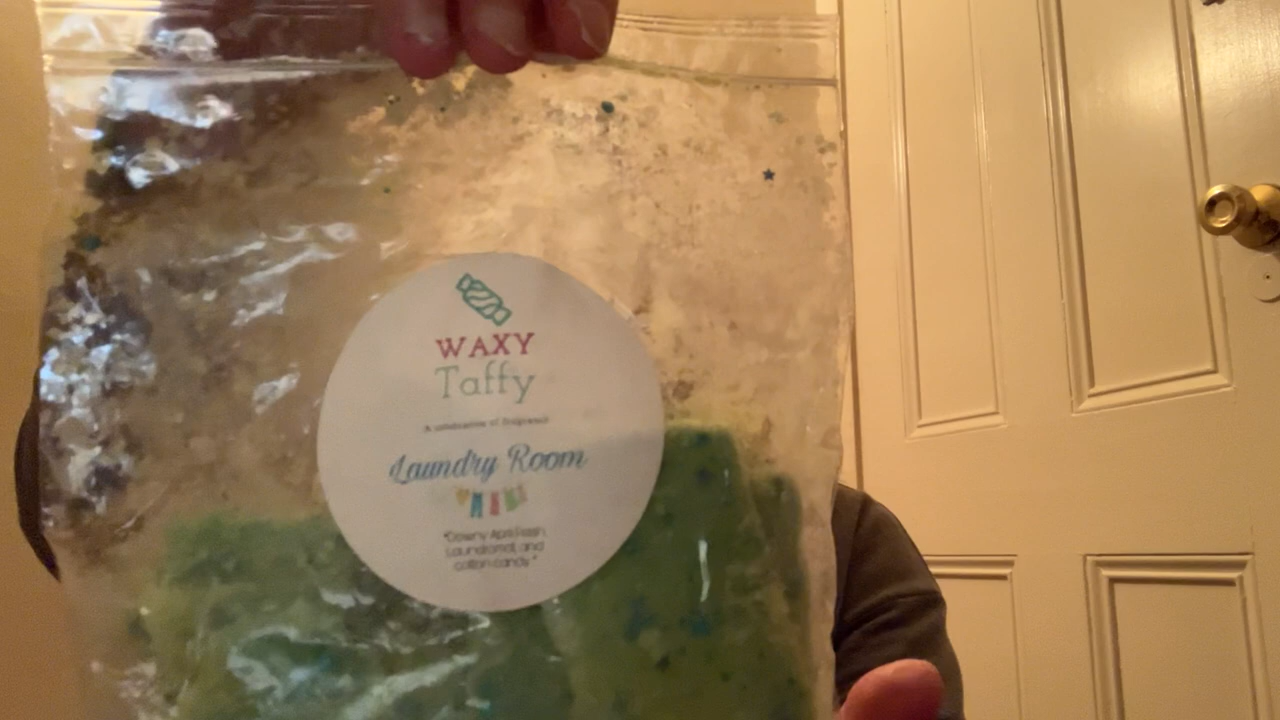 WAXY
Taffy
A celebration of fragrance
Laundry Room
"Downy April Fresh,
Laundromat, and
cotton candy"